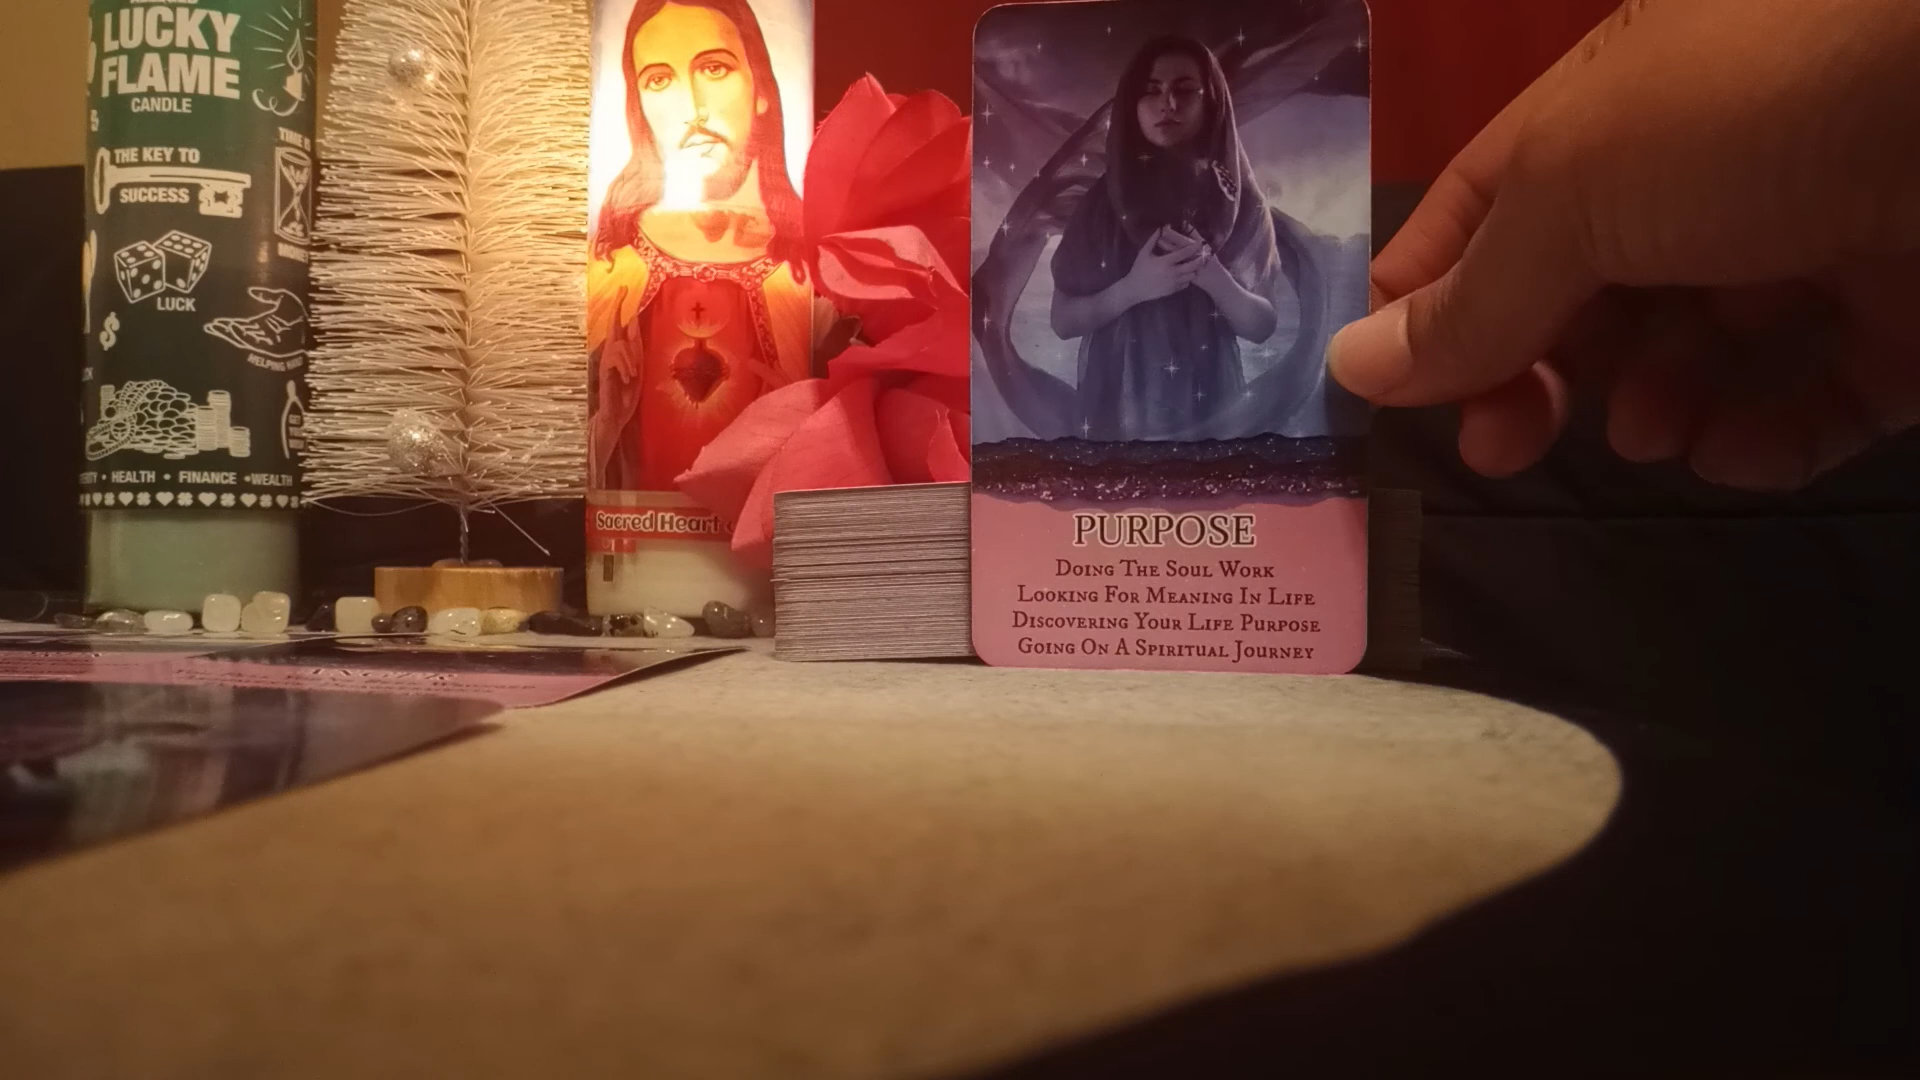 LUCKY
FLAME
CANDLE
THE KEY TO
SUCCESS
LUCK
$
HEALTH • FINANCE •WEALTH
Sacred Heart
PURPOSE
DOING THE SOUL WORK
LOOKING FOR MEANING IN LIFE
DISCOVERING YOUR LIFE PURPOSE
GOING ON A SPIRITUAL JOURNEY